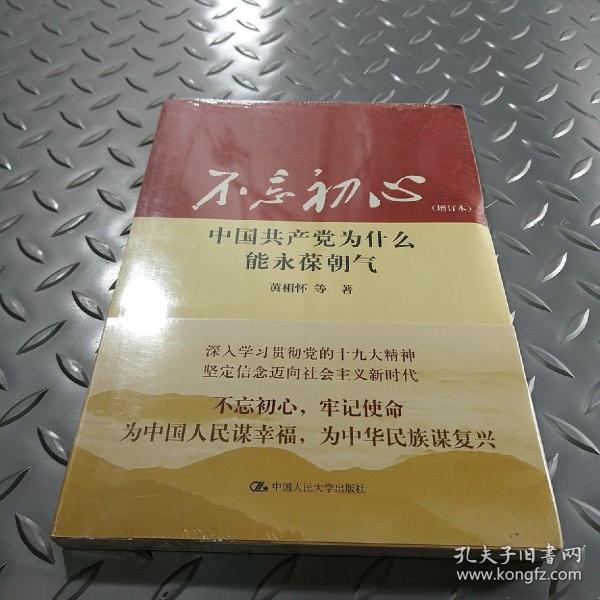 不忘初心
(增订本)
中国共产党为什么
能永葆朝气
黄相怀 等 著
深入学习贯彻党的十九大精神
坚定信念迈向社会主义新时代
不忘初心，牢记使命
为中国人民谋幸福，为中华民族谋复兴
中国人民大学出版社
孔夫子旧书网
www.kongfz.com